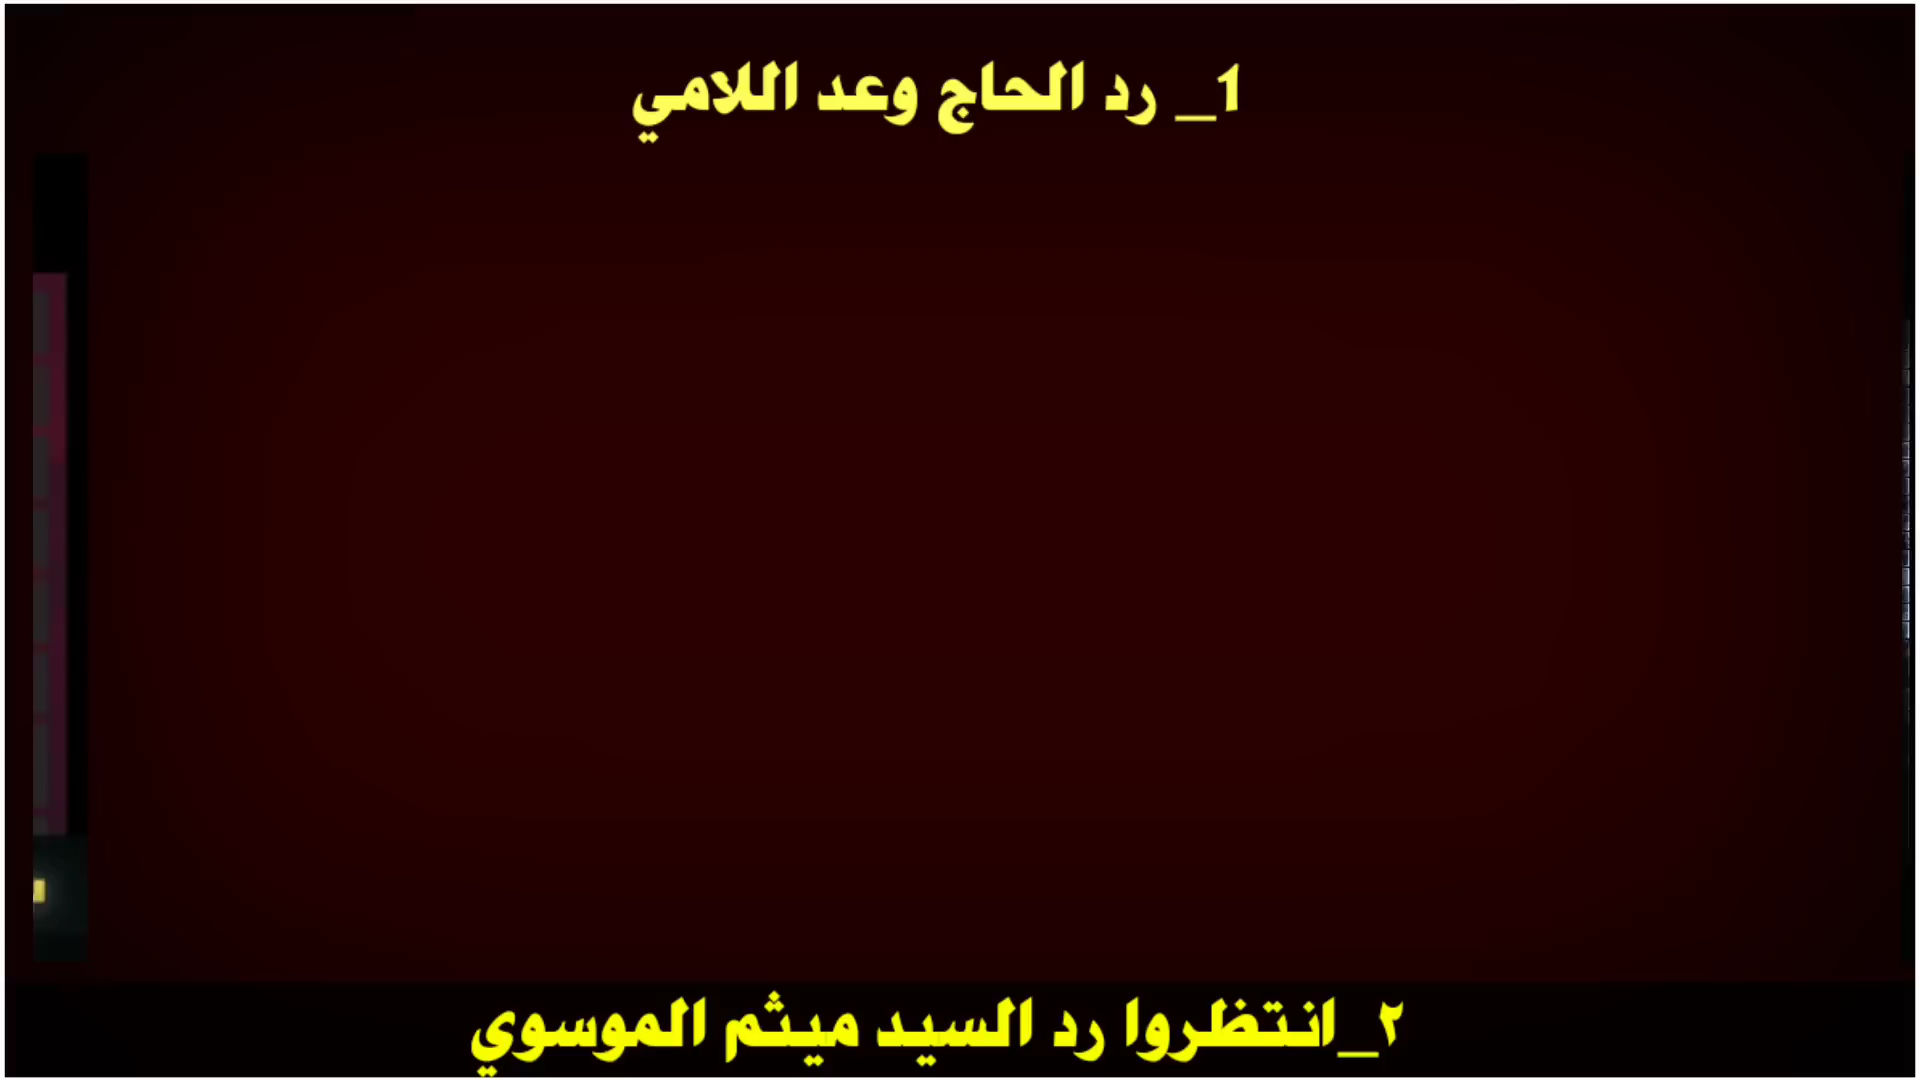 1_ رد الحاج وعد اللامي
٢_انتظروا رد السيد ميثم الموسوي